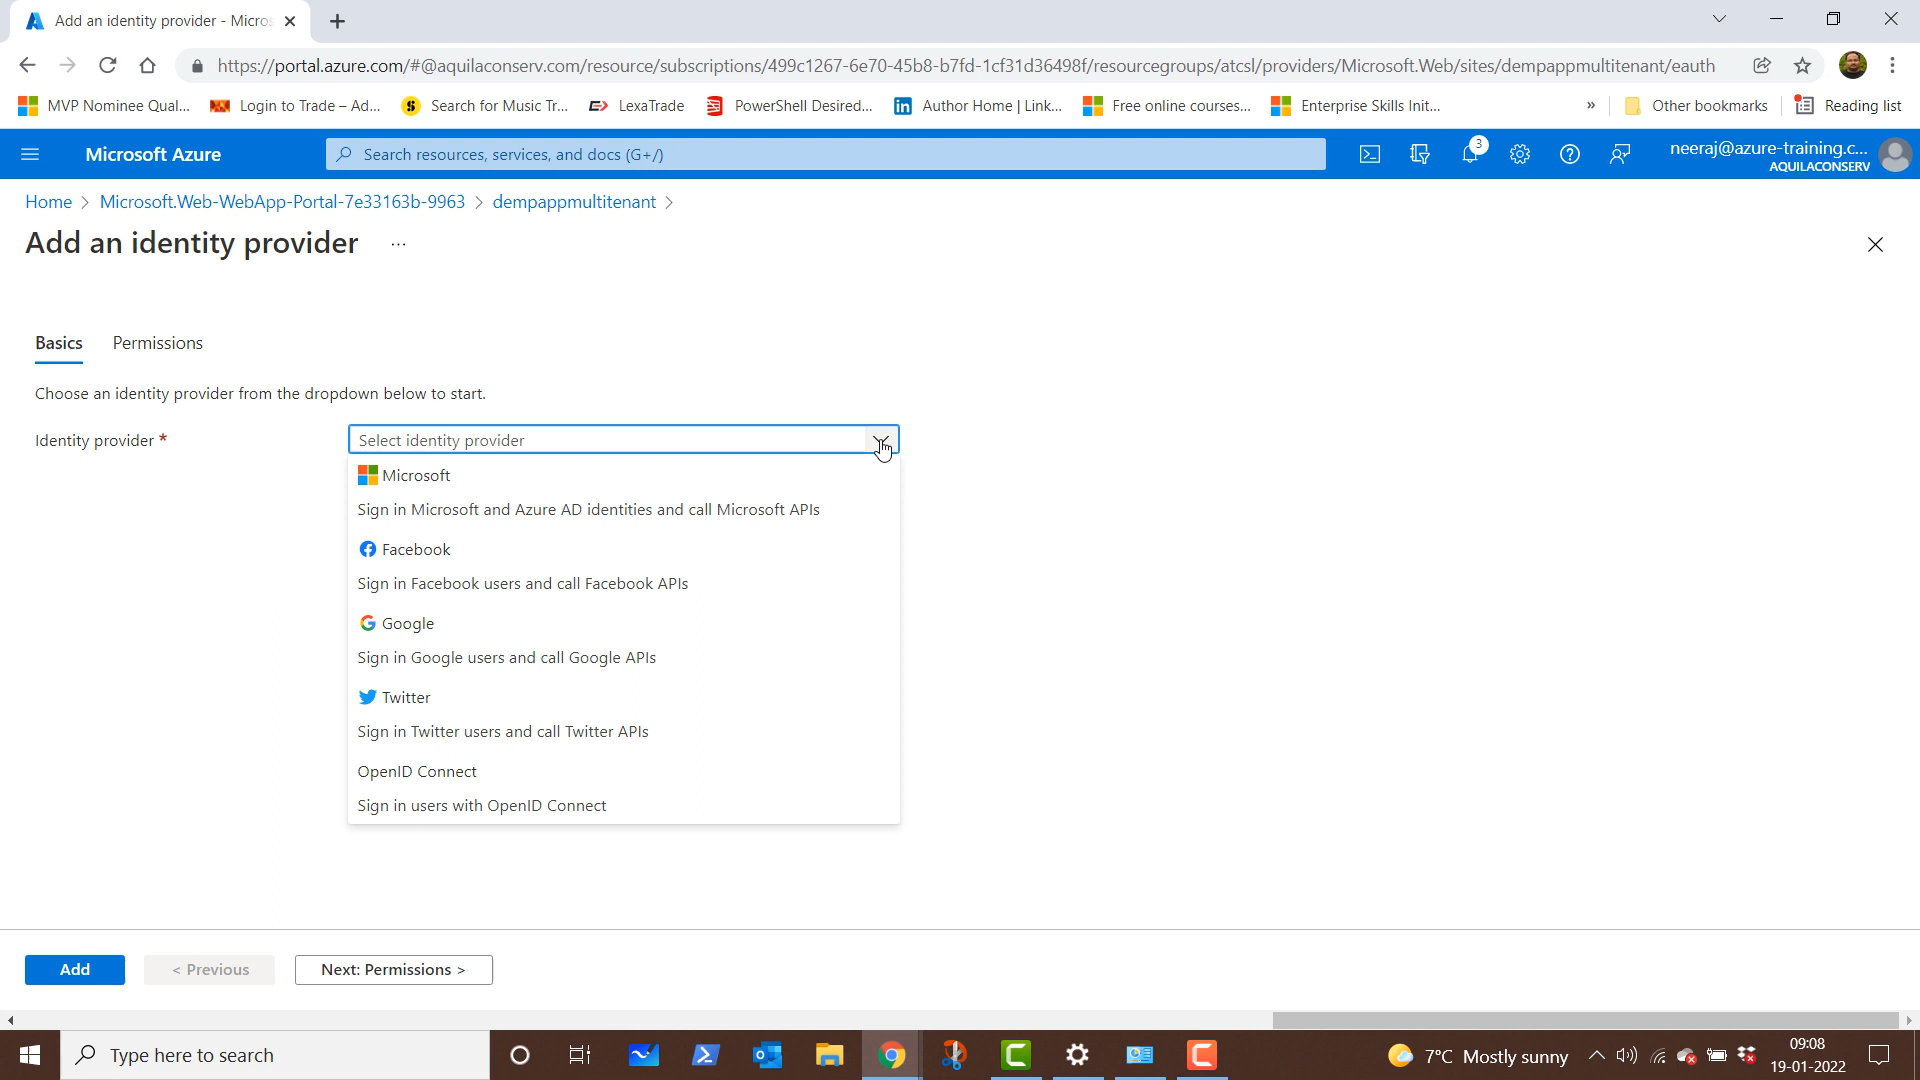 Add an identity provider - Micros
https://portal.azure.com/#@aquilaconserv.com/resource/subscriptions/499c1267-6e70-45b8-b7fd-1cf31d36498f/resourcegroups/atcsl/providers/Microsoft.Web/sites/dempappmultitenant/eauth
MVP Nominee Qual... Login to Trade – Ad... Search for Music Tr... LexaTrade PowerShell Desired... Author Home | Link... Free online courses... Enterprise Skills Init... » Other bookmarks Reading list
Microsoft Azure Search resources, services, and docs (G+/) 3 neeraj@azure-training.c...
AQUILACONSERV
Home > Microsoft.Web-WebApp-Portal-7e33163b-9963 > dempappmultitenant >
Add an identity provider ...
Basics Permissions
Choose an identity provider from the dropdown below to start.
Identity provider * Select identity provider
Microsoft
Sign in Microsoft and Azure AD identities and call Microsoft APIs
Facebook
Sign in Facebook users and call Facebook APIs
Google
Sign in Google users and call Google APIs
Twitter
Sign in Twitter users and call Twitter APIs
OpenID Connect
Sign in users with OpenID Connect
Add < Previous Next: Permissions >
Type here to search 7°C Mostly sunny 09:08
19-01-2022